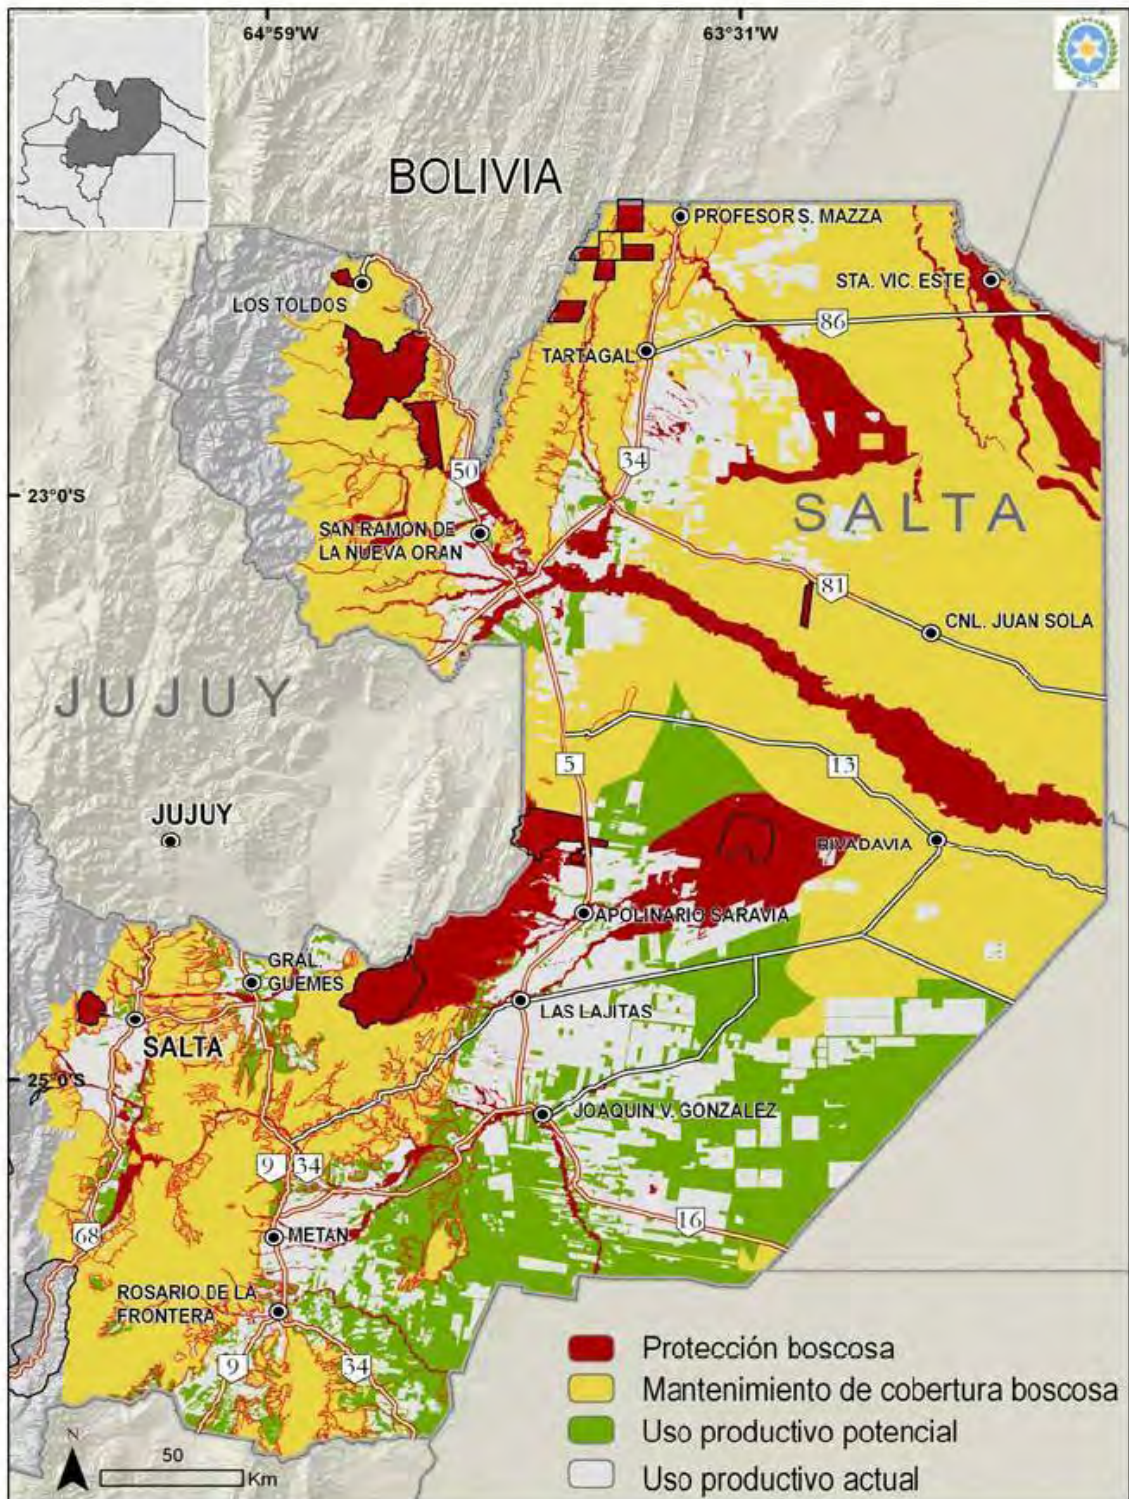 64°59'W
63°31'W
BOLIVIA
PROFESOR S. MAZZA
STA. VIC. ESTE
LOS TOLDOS
86
TARTAGAL
34
50
23°0'S
SALTA
SAN RAMON DE
LA NUEVA ORAN
81
CNL. JUAN SOLA
JUJUY
5
13
JUJUY
RIVADAVIA
APOLINARIO SARAVIA
GRAL.
GUEMES
LAS LAJITAS
SALTA
25°0'S
JOAQUIN V. GONZALEZ
9
34
16
68
METAN
ROSARIO DE LA
FRONTERA
9
34
Protección boscosa
Mantenimiento de cobertura boscosa
Uso productivo potencial
Uso productivo actual
N
50
Km